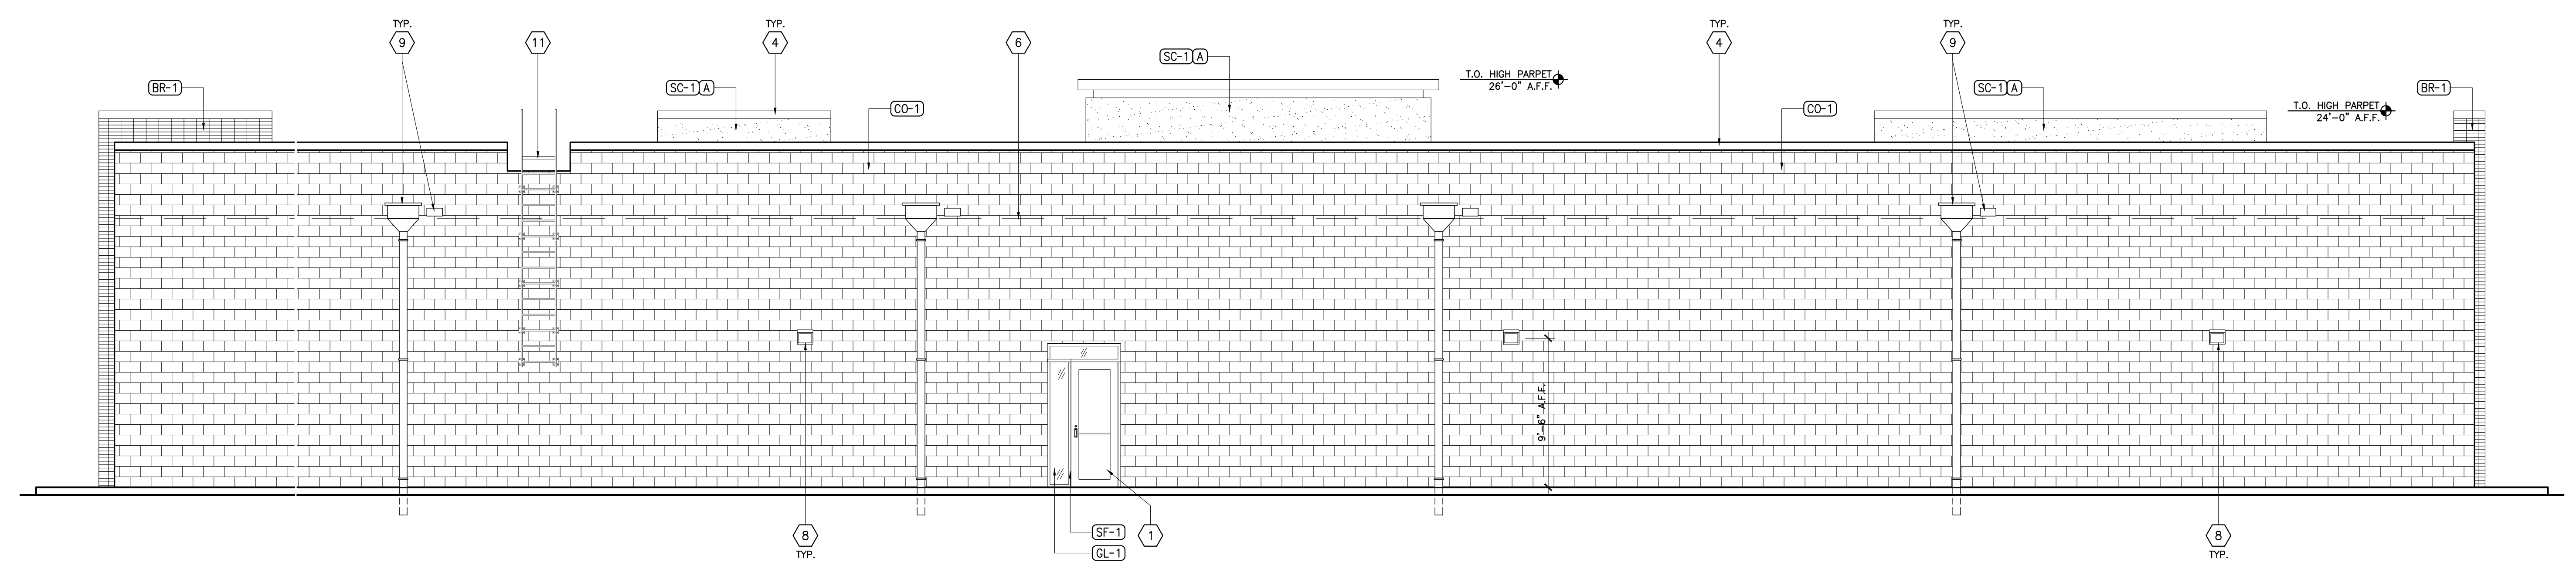 TYP.
9
11
TYP.
4
6
SC-1 A
T.O. HIGH PARPET
26'-0" A.F.F.
TYP.
4
TYP.
9
BR-1
SC-1 A
CO-1
CO-1
SC-1 A
T.O. HIGH PARPET
24'-0" A.F.F.
BR-1
9'-6" A.F.F.
8
TYP.
SF-1
GL-1
1
8
TYP.